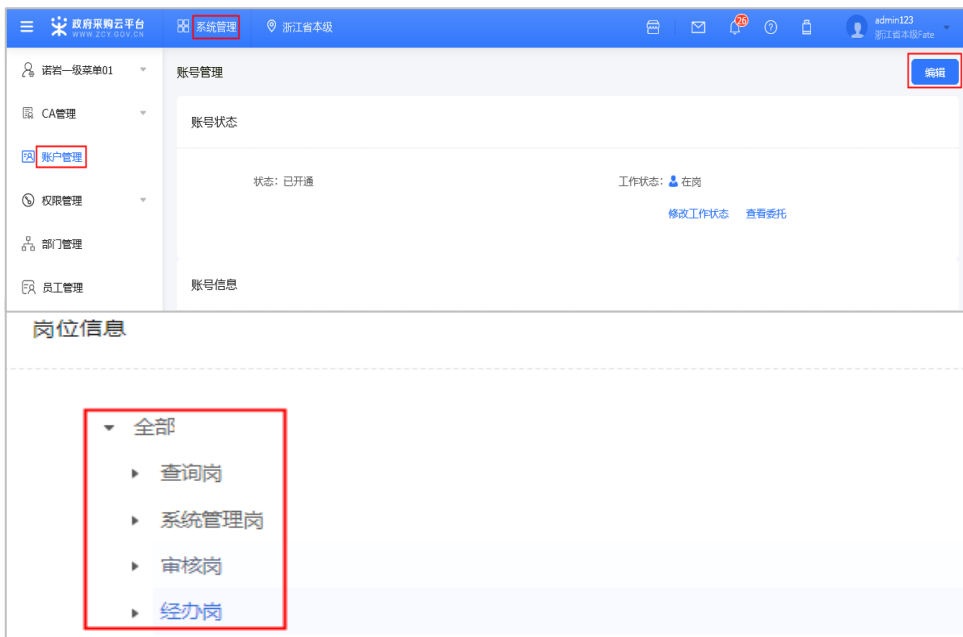 政府采购云平台
WWW.ZCY.GOV.CN
系统管理
浙江省本级
26
admin123
浙江省本级Fate
诺岩一级菜单01
CA管理
账户管理
权限管理
部门管理
员工管理
账号管理
编辑
账号状态
状态：已开通
工作状态： 在岗
修改工作状态 查看委托
账号信息
岗位信息
全部
查询岗
系统管理岗
审核岗
经办岗